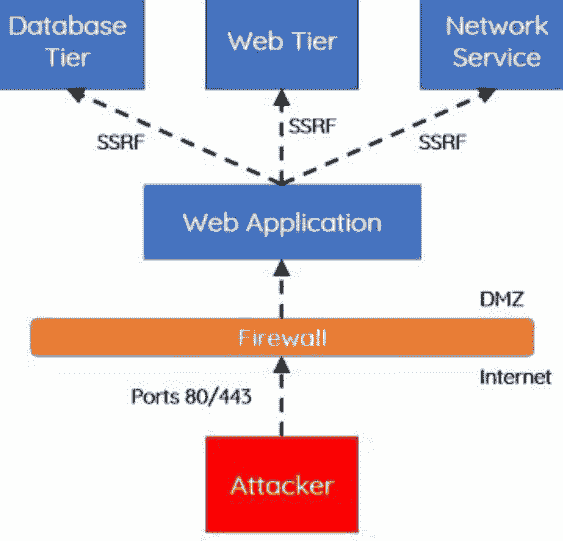 Database
Tier
Web Tier
Network
Service
SSRF
SSRF
SSRF
Web Application
DMZ
Firewall
Internet
Ports 80/443
Attacker